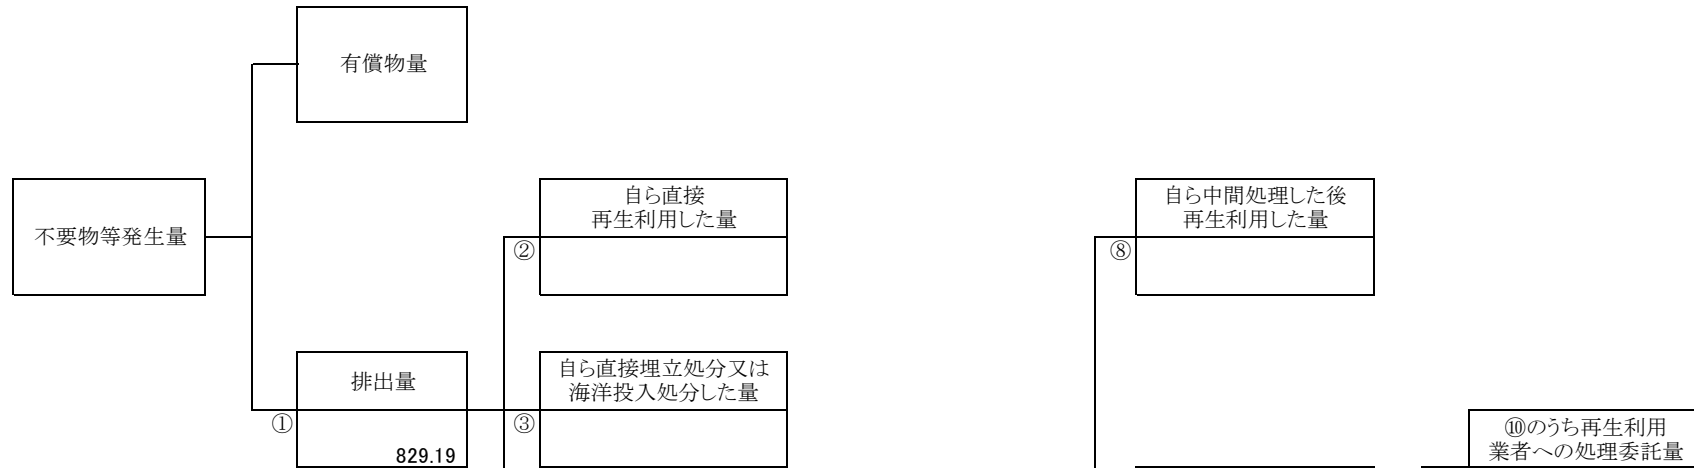 有償物量
自ら直接
再生利用した量
自ら中間処理した後
再生利用した量
不要物等発生量
②
⑧
排出量
自ら直接埋立処分又は
海洋投入処分した量
①
③
829.19
⑩のうち再生利用
業者への処理委託量